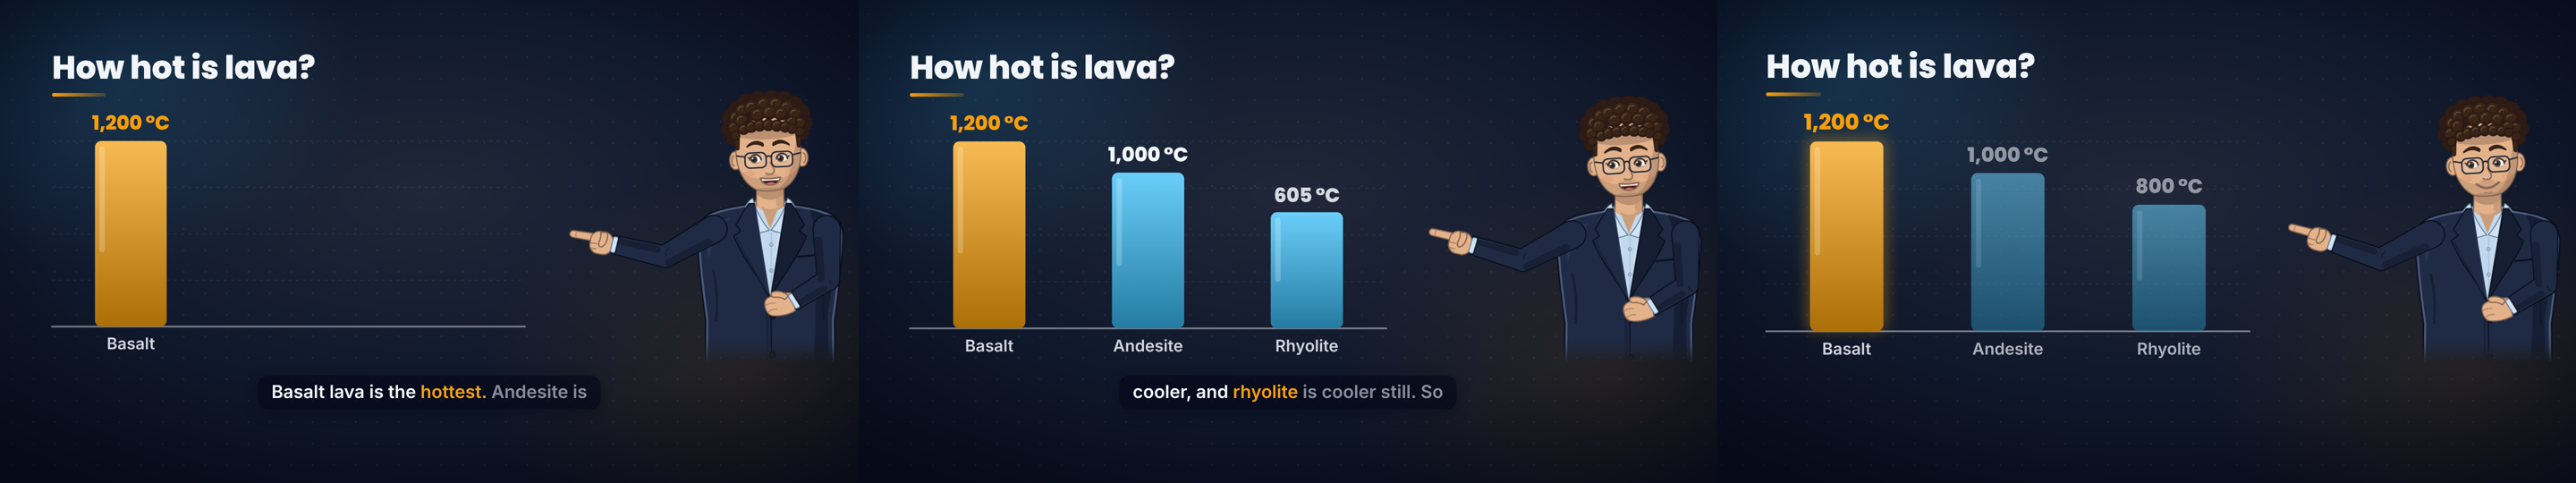 How hot is lava?
1,200 °C
Basalt
Basalt lava is the hottest. Andesite is
How hot is lava?
1,200 °C
1,000 °C
605 °C
Basalt Andesite Rhyolite
cooler, and rhyolite is cooler still. So
How hot is lava?
1,200 °C
1,000 °C
800 °C
Basalt Andesite Rhyolite